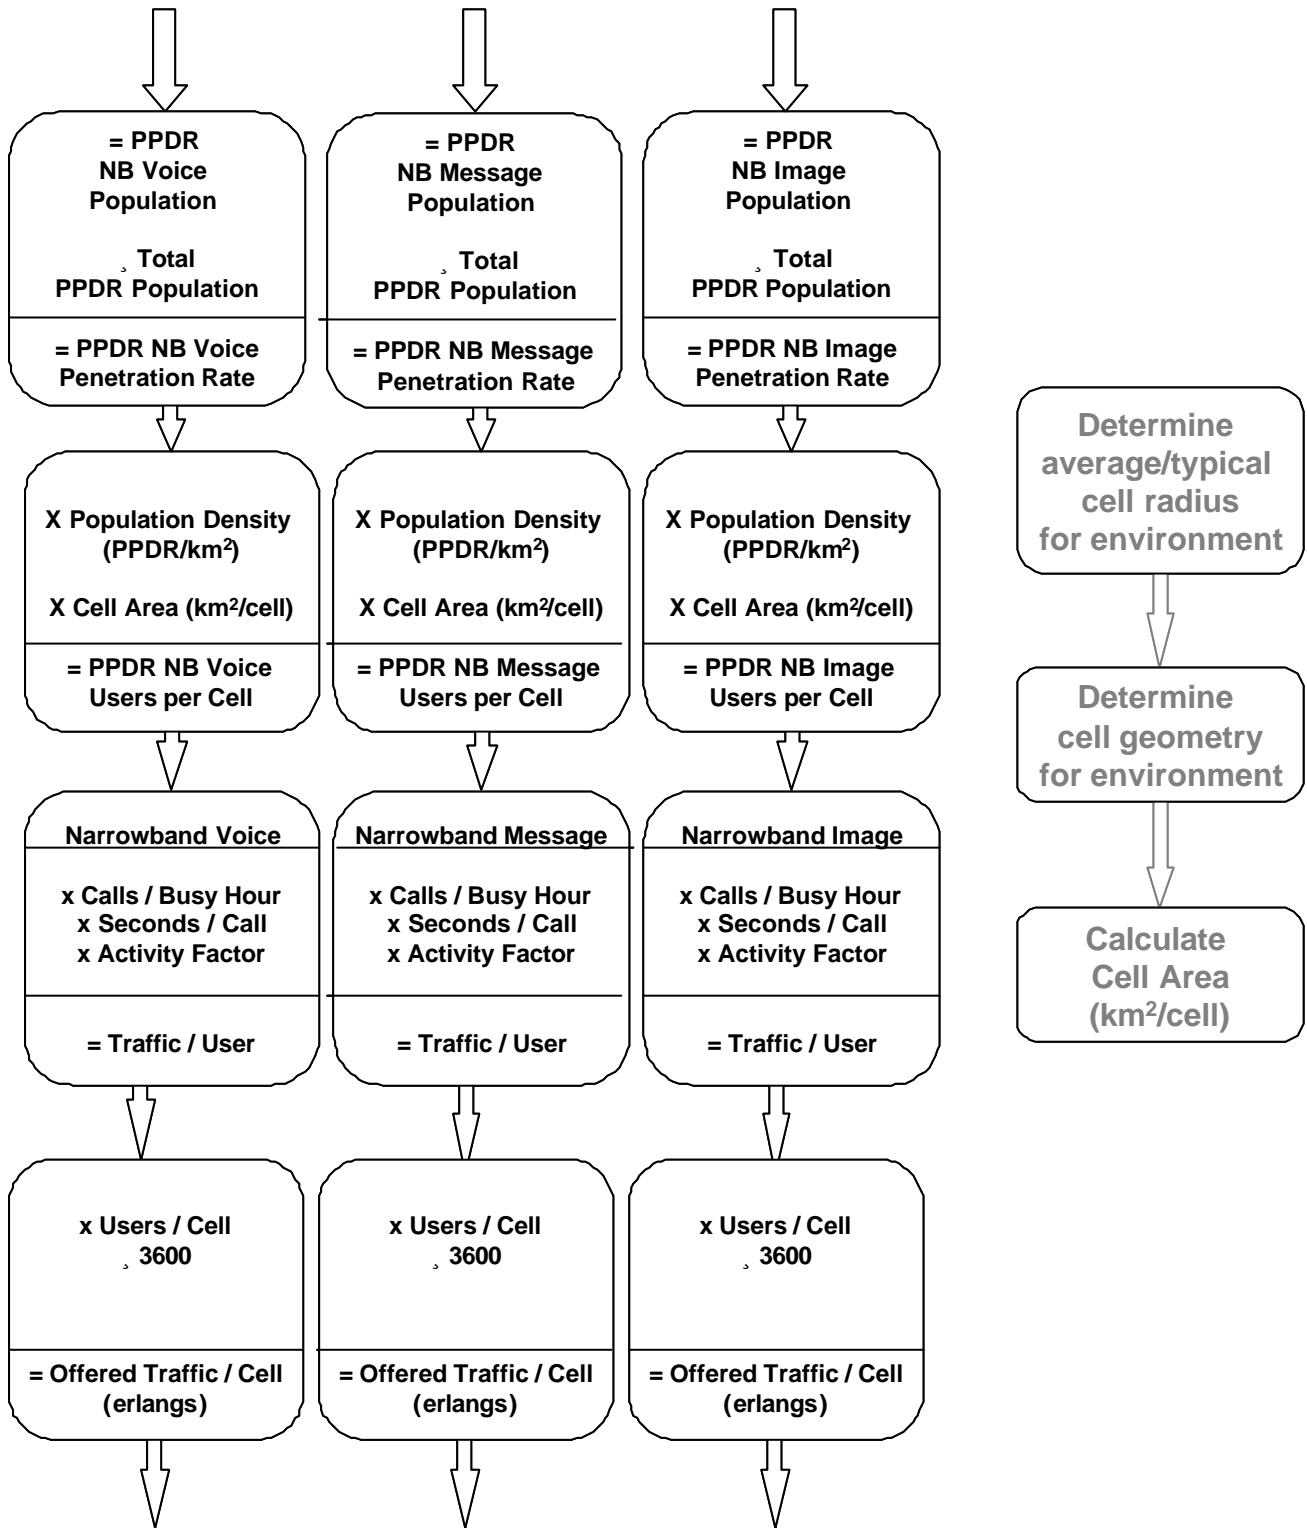 = PPDR
NB Voice
Population
¸ Total
PPDR Population
= PPDR NB Voice
Penetration Rate
X Population Density
(PPDR/km²)
X Cell Area (km²/cell)
= PPDR NB Voice
Users per Cell
Narrowband Voice
x Calls / Busy Hour
x Seconds / Call
x Activity Factor
= Traffic / User
x Users / Cell
¸ 3600
= Offered Traffic / Cell
(erlangs)
= PPDR
NB Message
Population
¸ Total
PPDR Population
= PPDR NB Message
Penetration Rate
X Population Density
(PPDR/km²)
X Cell Area (km²/cell)
= PPDR NB Message
Users per Cell
Narrowband Message
x Calls / Busy Hour
x Seconds / Call
x Activity Factor
= Traffic / User
x Users / Cell
¸ 3600
= Offered Traffic / Cell
(erlangs)
= PPDR
NB Image
Population
¸ Total
PPDR Population
= PPDR NB Image
Penetration Rate
X Population Density
(PPDR/km²)
X Cell Area (km²/cell)
= PPDR NB Image
Users per Cell
Narrowband Image
x Calls / Busy Hour
x Seconds / Call
x Activity Factor
= Traffic / User
x Users / Cell
¸ 3600
= Offered Traffic / Cell
(erlangs)
Determine
average/typical
cell radius
for environment
Determine
cell geometry
for environment
Calculate
Cell Area
(km²/cell)